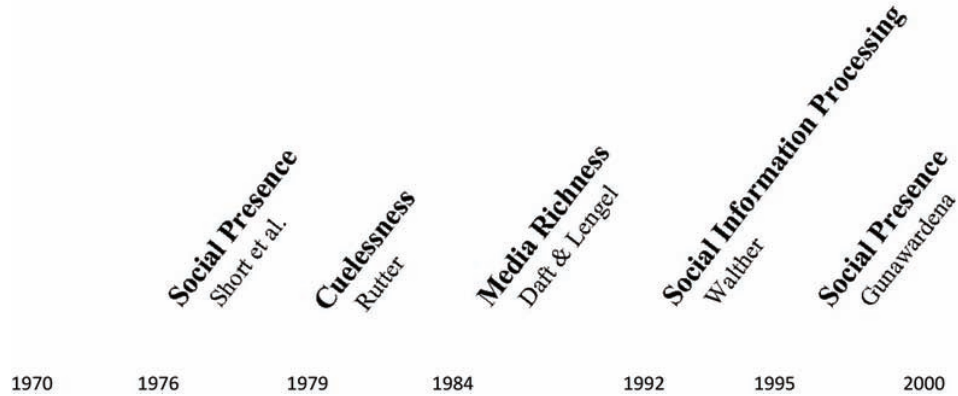 Social Presence
Short et al.
Cuelessness
Rutter
Media Richness
Daft & Lengel
Social Information Processing
Walther
Social Presence
Gunawardena
1970 1976 1979 1984 1992 1995 2000